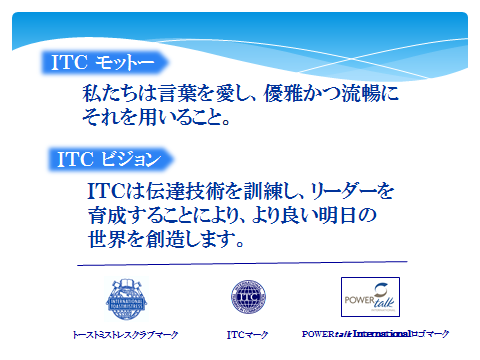 ITC モットー
私たちは言葉を愛し、優雅かつ流暢に
それを用いること。
ITC ビジョン
ITCは伝達技術を訓練し、リーダーを
育成することにより、より良い明日の
世界を創造します。
INTERNATIONAL
TOASTMISTRESS
ITC
POWER
talk
トーストミストレスクラブマーク
ITCマーク
POWERtalk Internationalロゴマーク